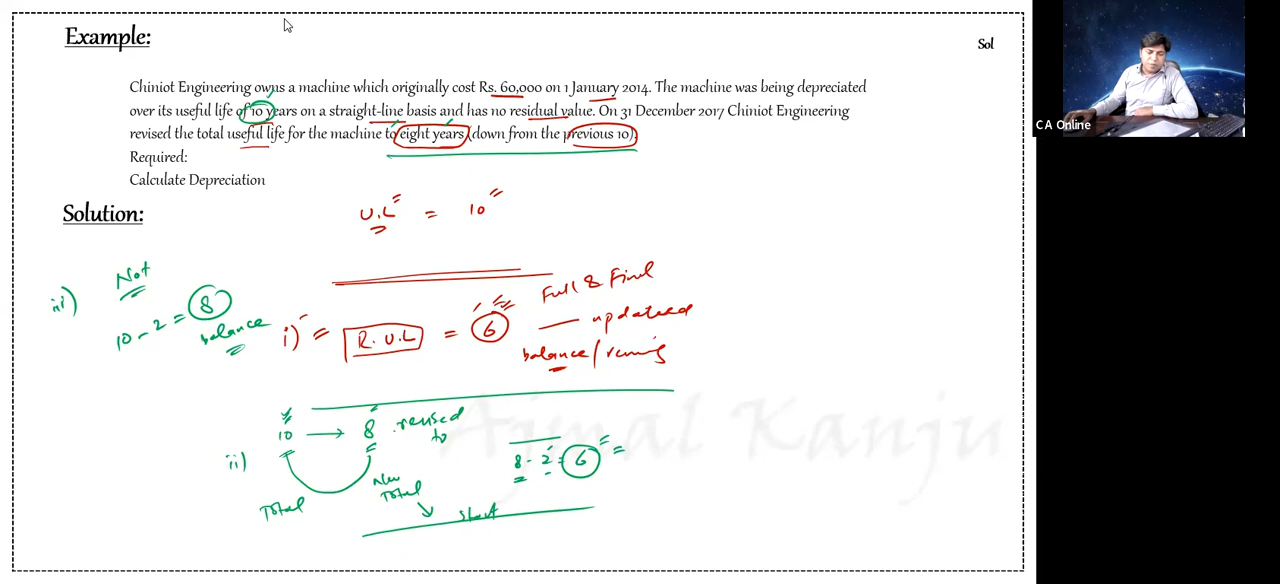 Example:
Sol
Chiniot Engineering owns a machine which originally cost Rs. 60,000 on 1 January 2014. The machine was being depreciated
over its useful life of 10 years on a straight-line basis and has no residual value. On 31 December 2017 Chiniot Engineering
revised the total useful life for the machine to eight years (down from the previous 10).
Required:
Calculate Depreciation
Solution:
U.L = 10
iii) Not
10 - 2 = 8
balance
i) = R.U.L = 6
Full & Final
updated
balance/
10 → 8 revised
to
ii)
8 - 2 = 6
Total
New
Total
start
Ajmal Kanju
C A Online